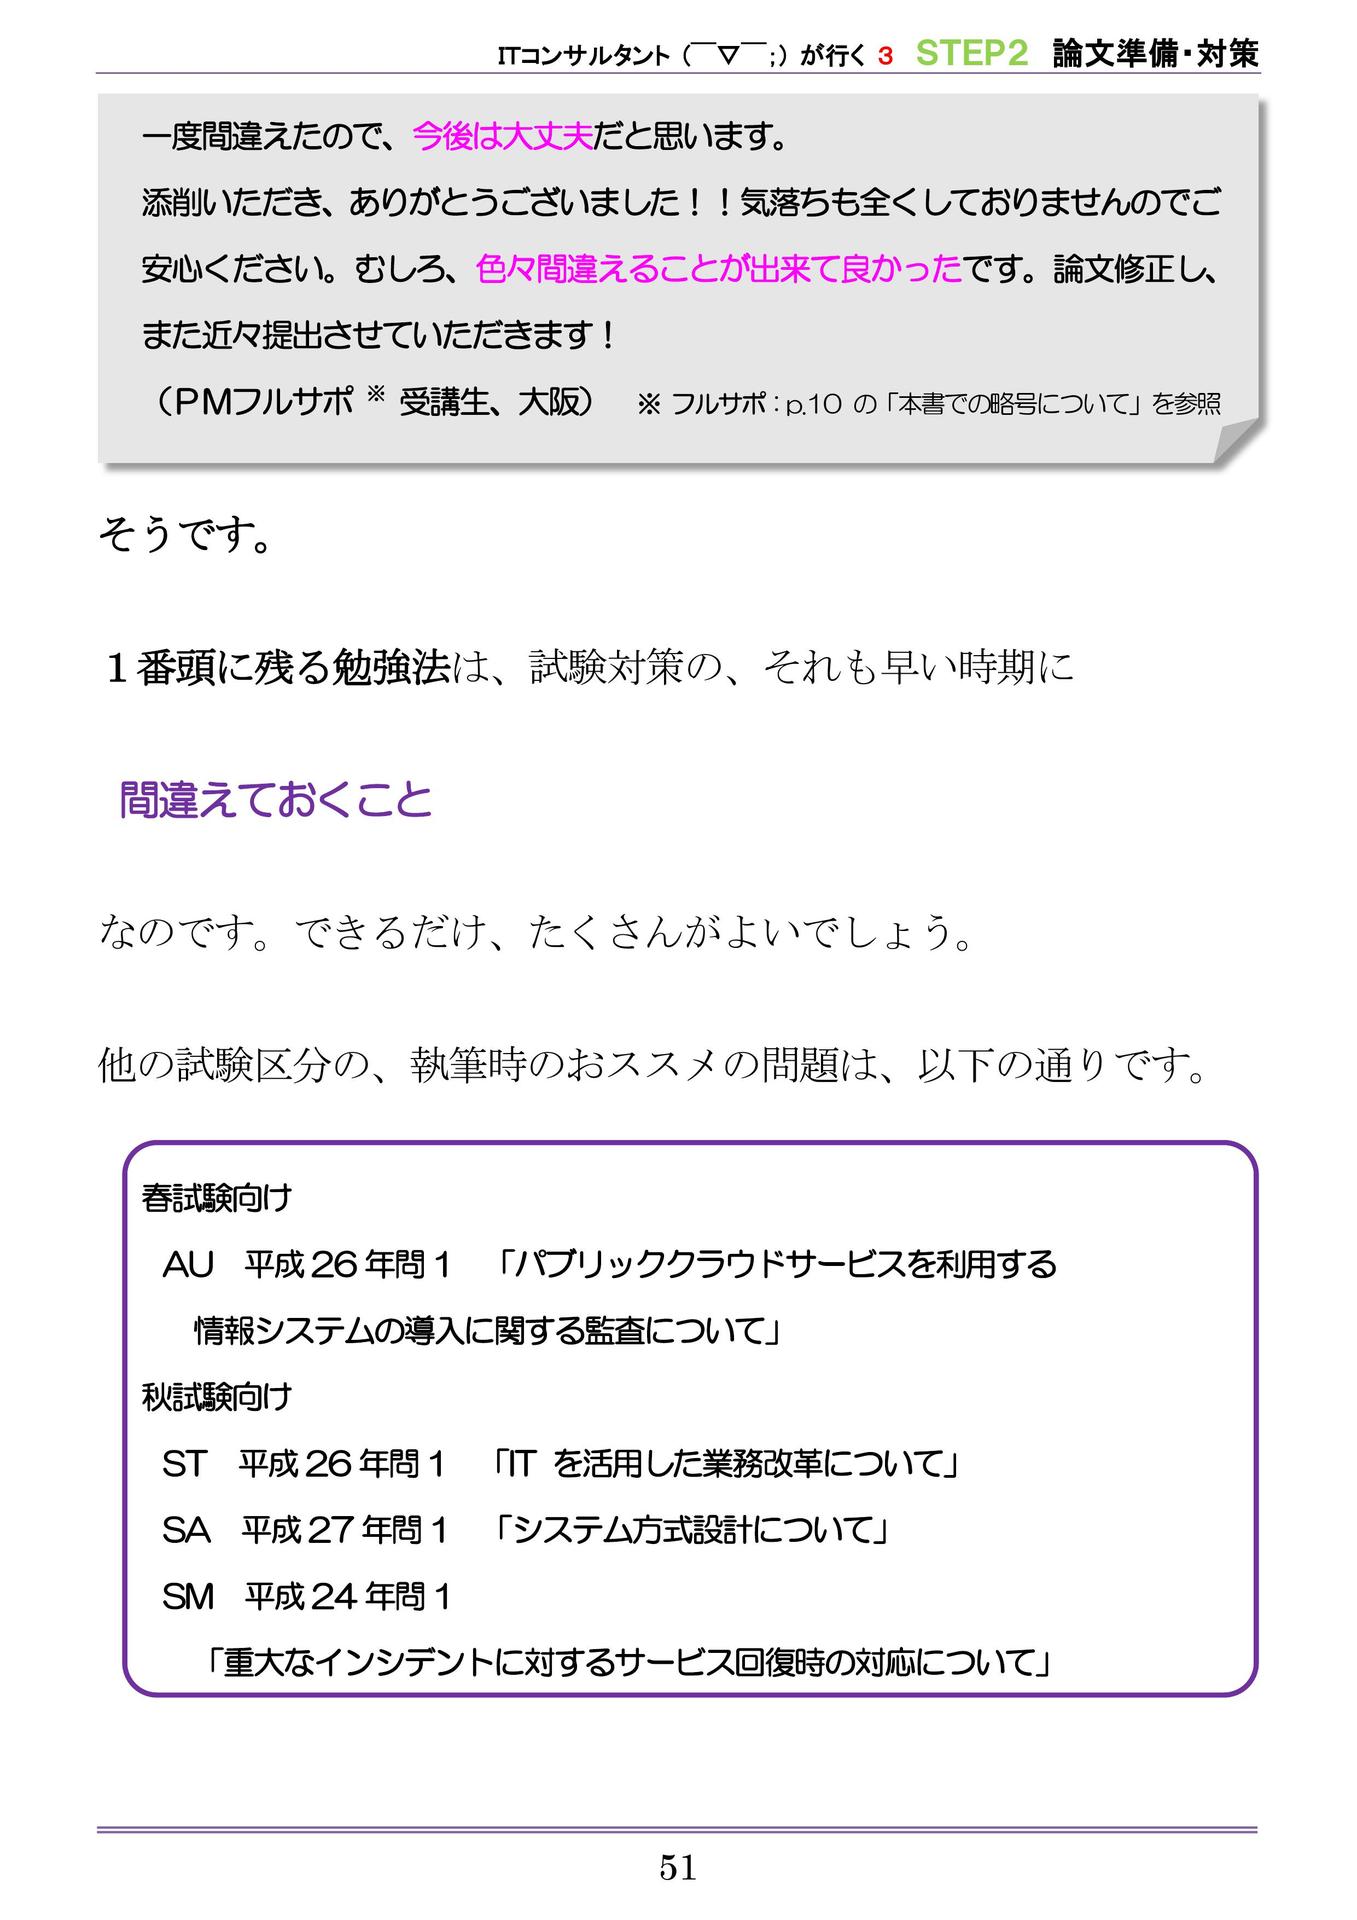 ITコンサルタント（￣▽￣；）が行く 3 STEP2 論文準備・対策
一度間違えたので、今後は大丈夫だと思います。
添削いただき、ありがとうございました！！気落ちも全くしておりませんのでご
安心ください。むしろ、色々間違えることが出来て良かったです。論文修正し、
また近々提出させていただきます！
（PMフルサポ ※ 受講生、大阪） ※ フルサポ：p.10 の「本書での略号について」を参照
そうです。
１番頭に残る勉強法は、試験対策の、それも早い時期に
間違えておくこと
なのです。できるだけ、たくさんがよいでしょう。
他の試験区分の、執筆時のおススメの問題は、以下の通りです。
春試験向け
AU 平成 26 年問 1 「パブリッククラウドサービスを利用する
情報システムの導入に関する監査について」
秋試験向け
ST 平成 26 年問 1 「IT を活用した業務改革について」
SA 平成 27 年問 1 「システム方式設計について」
SM 平成 24 年問 1
「重大なインシデントに対するサービス回復時の対応について」
51